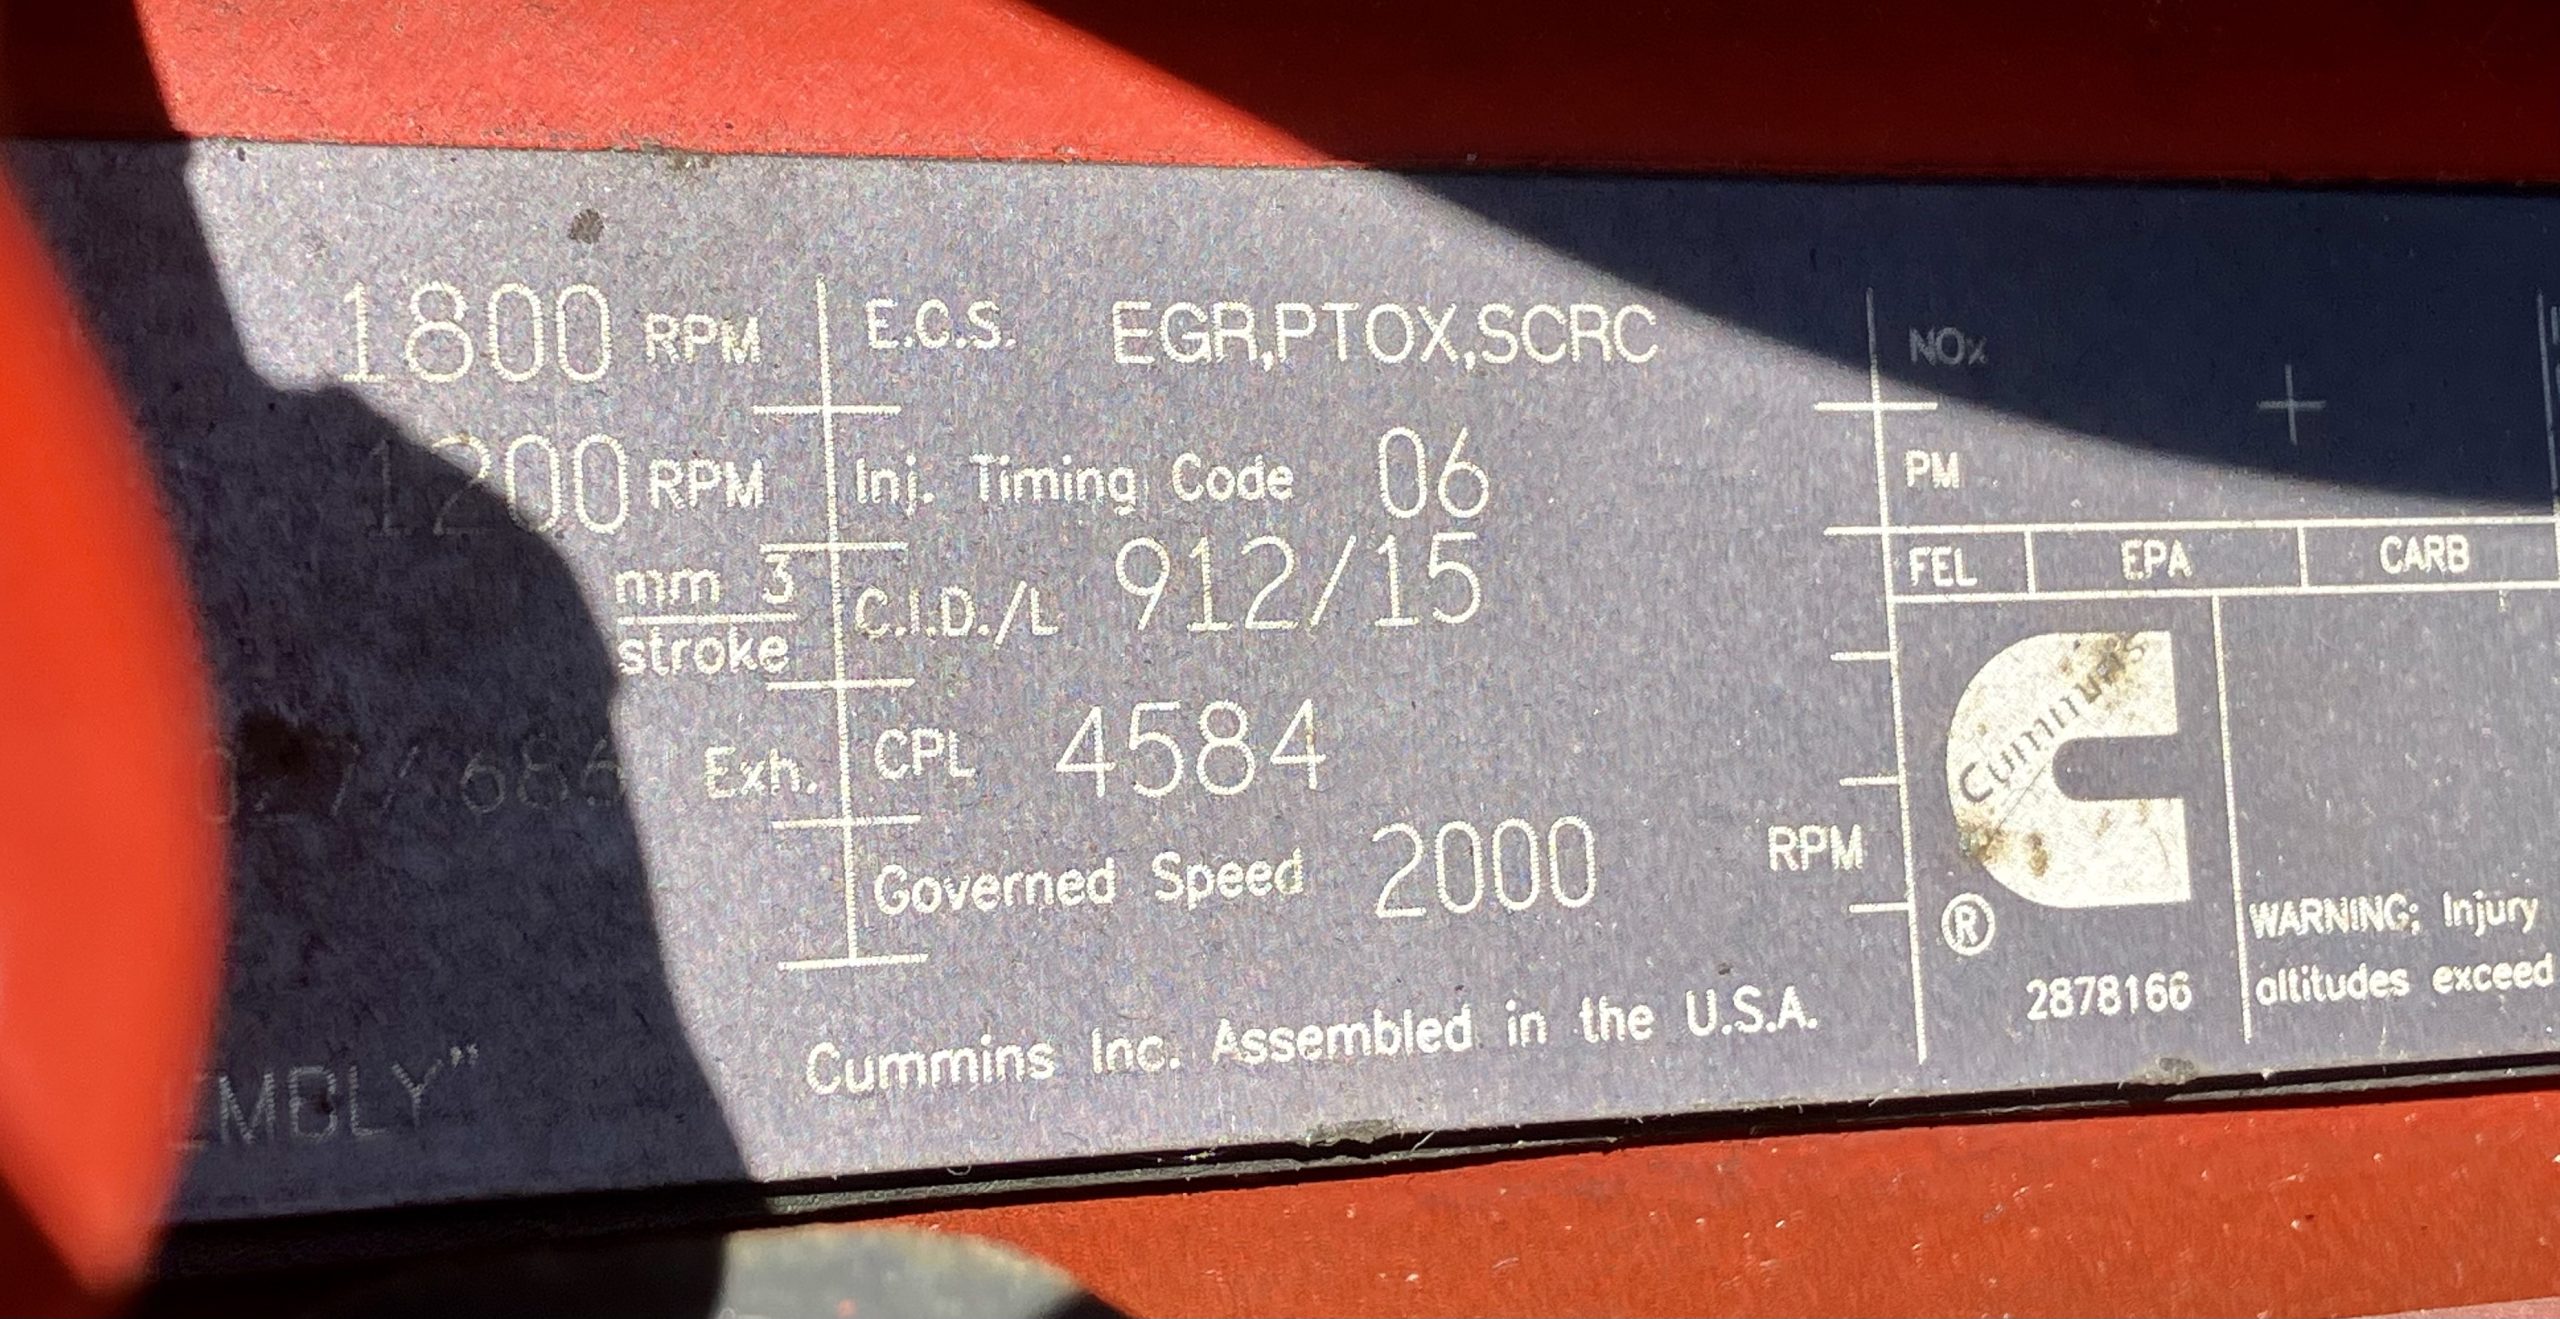 1800 RPM
1200 RPM
mm 3
stroke
Exh.
EMBLY"
E.C.S. EGR,PTOX,SCRC
Inj. Timing Code 06
C.I.D./L 912/15
CPL 4584
Governed Speed 2000 RPM
Cummins Inc. Assembled in the U.S.A.
NOx
PM
FEL EPA CARB
Cummins
®
2878166
WARNING; Injury
altitudes exceed